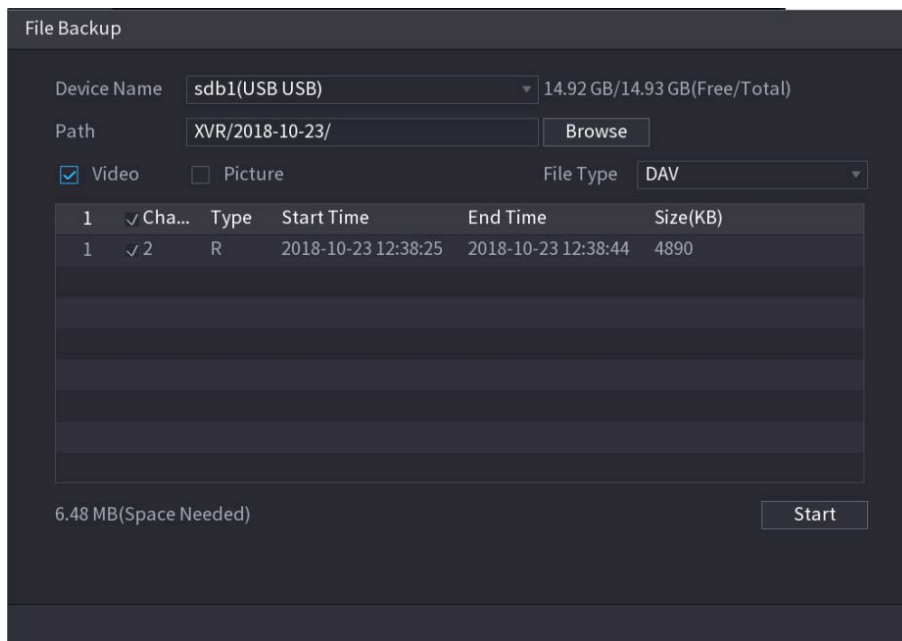 File Backup
Device Name sdb1(USB USB) 14.92 GB/14.93 GB(Free/Total)
Path XVR/2018-10-23/ Browse
Video Picture File Type DAV
1 Cha... Type Start Time End Time Size(KB)
1 2 R 2018-10-23 12:38:25 2018-10-23 12:38:44 4890
6.48 MB(Space Needed) Start